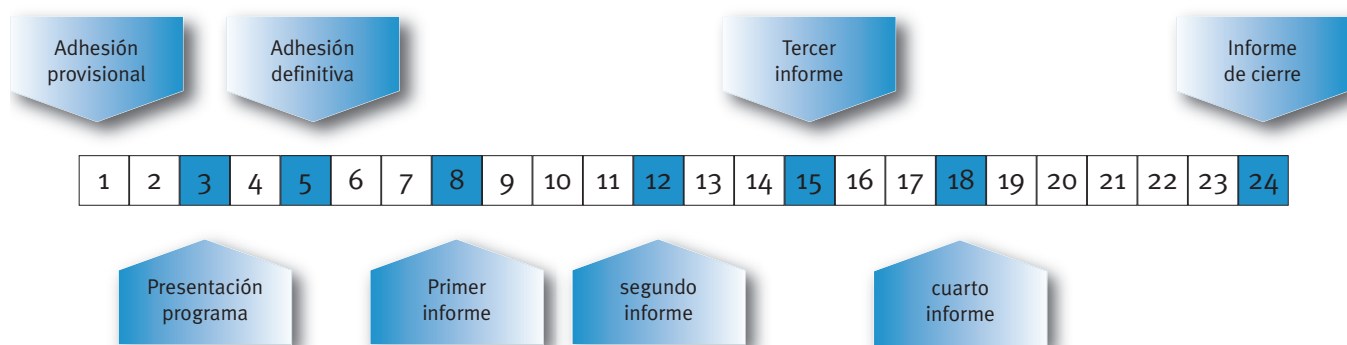 Adhesión
provisional
Adhesión
definitiva
Tercer
informe
Informe
de cierre
1 2 3 4 5 6 7 8 9 10 11 12 13 14 15 16 17 18 19 20 21 22 23 24
Presentación
programa
Primer
informe
segundo
informe
cuarto
informe